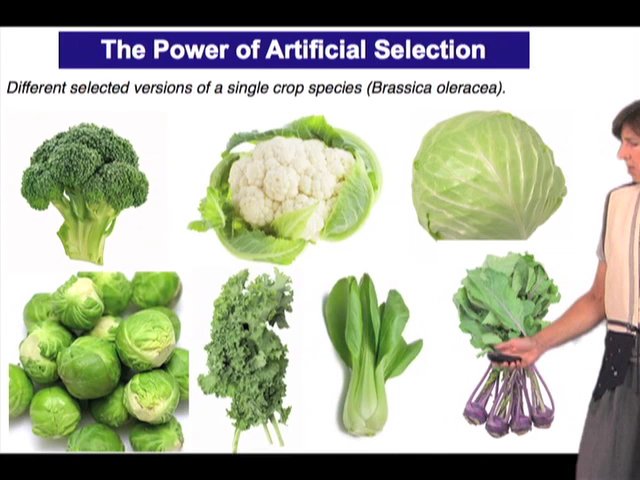 The Power of Artificial Selection
Different selected versions of a single crop species (Brassica oleracea).